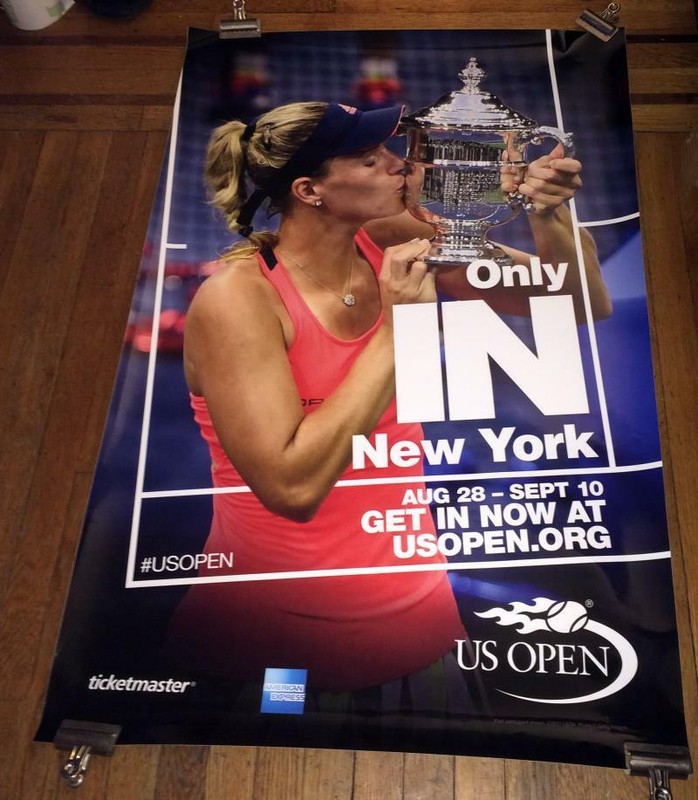 Only
IN
New York
AUG 28 – SEPT 10
GET IN NOW AT
USOPEN.ORG
#USOPEN
US OPEN®
ticketmaster®
AMERICAN
EXPRESS